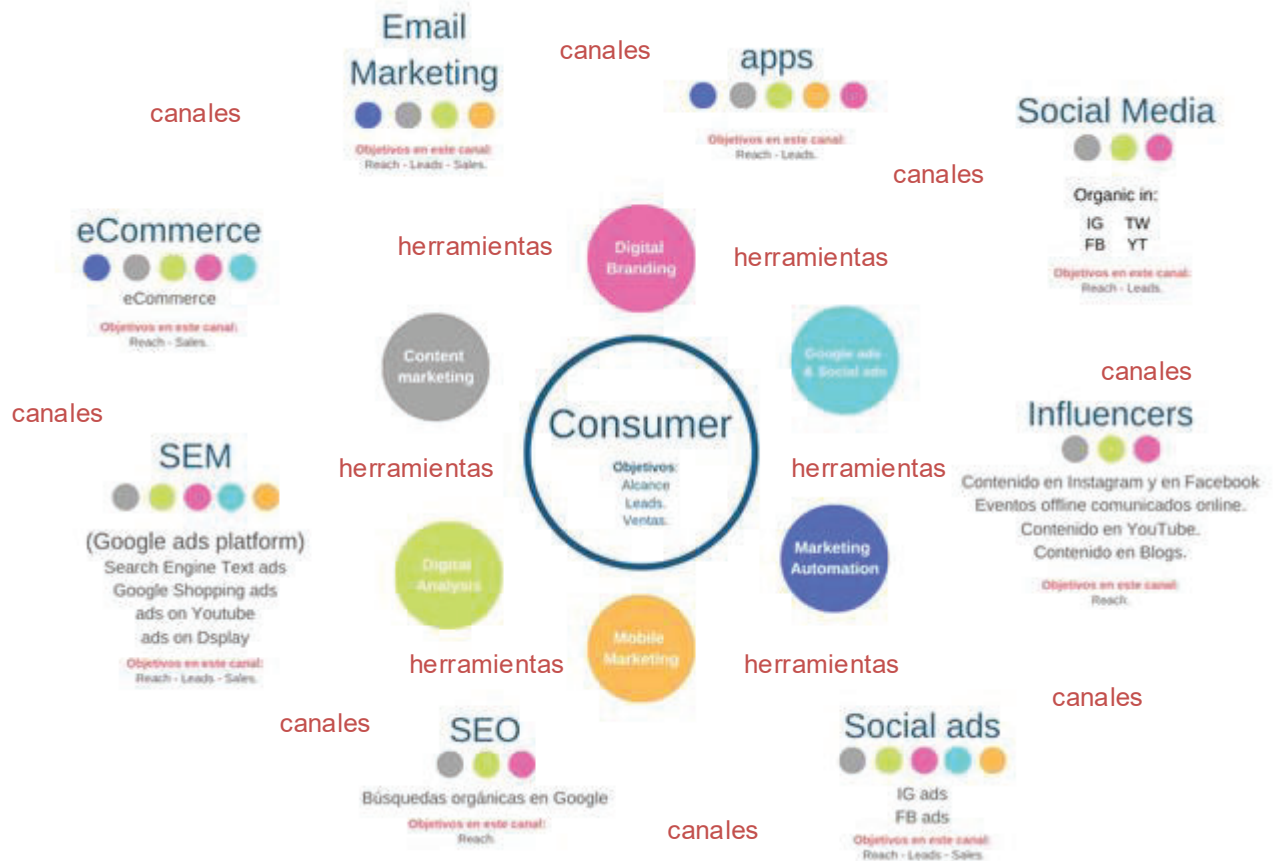 Email
Marketing
Objetivos en este canal:
Reach - Leads - Sales.
canales
apps
Objetivos en este canal:
Reach - Leads.
canales
Social Media
Organic in:
IG TW
FB YT
Objetivos en este canal:
Reach - Leads.
canales
eCommerce
eCommerce
Objetivos en este canal:
Reach - Sales.
herramientas
Digital
Branding
herramientas
Content
marketing
Google ads
& Social ads
canales
canales
Consumer
Objetivos:
Alcance
Leads.
Ventas.
Influencers
Contenido en Instagram y en Facebook
Eventos offline comunicados online.
Contenido en YouTube.
Contenido en Blogs.
Objetivos en este canal:
Reach.
SEM
(Google ads platform)
Search Engine Text ads
Google Shopping ads
ads on Youtube
ads on Dsplay
Objetivos en este canal:
Reach - Leads - Sales.
herramientas
herramientas
Digital
Analysis
Marketing
Automation
Mobile
Marketing
herramientas
herramientas
canales
canales
SEO
Búsquedas orgánicas en Google
Objetivos en este canal:
Reach.
Social ads
IG ads
FB ads
Objetivos en este canal:
Reach - Leads - Sales.
canales